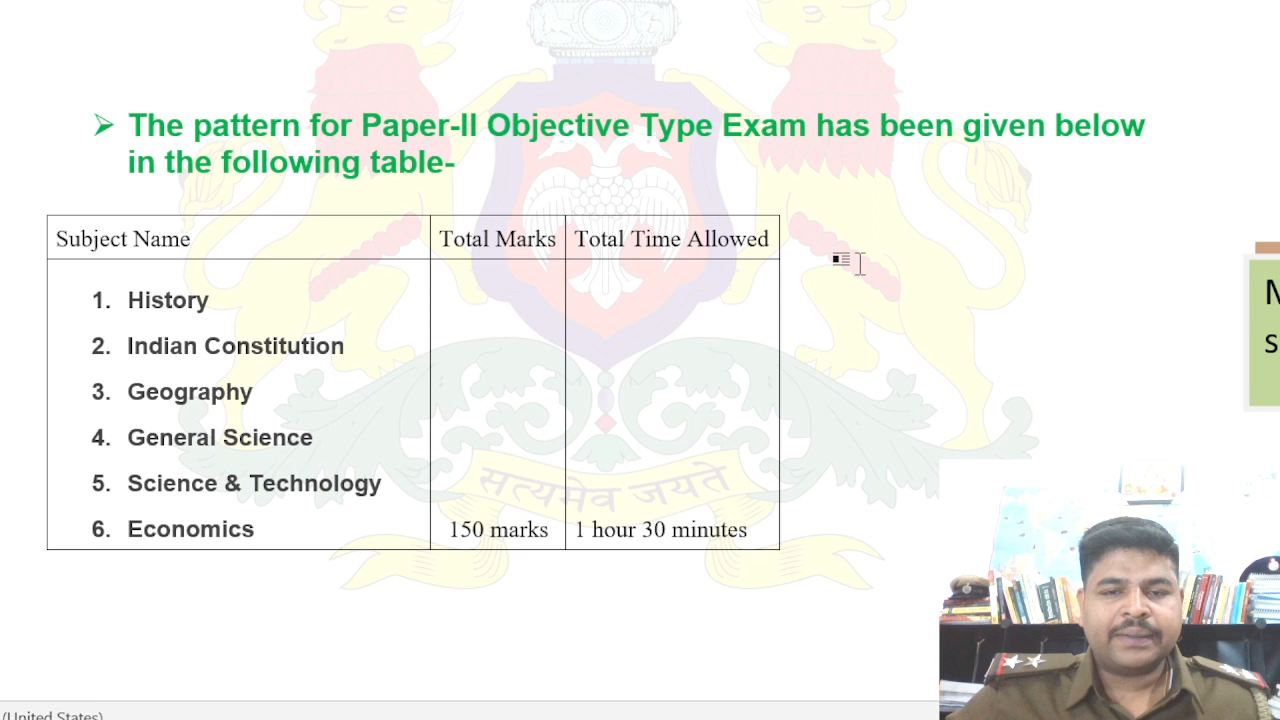 The pattern for Paper-II Objective Type Exam has been given below
in the following table-
Subject Name Total Marks Total Time Allowed
1. History
2. Indian Constitution
3. Geography
4. General Science
5. Science & Technology
6. Economics 150 marks 1 hour 30 minutes
सत्यमेव जयते
N
s
(United States)